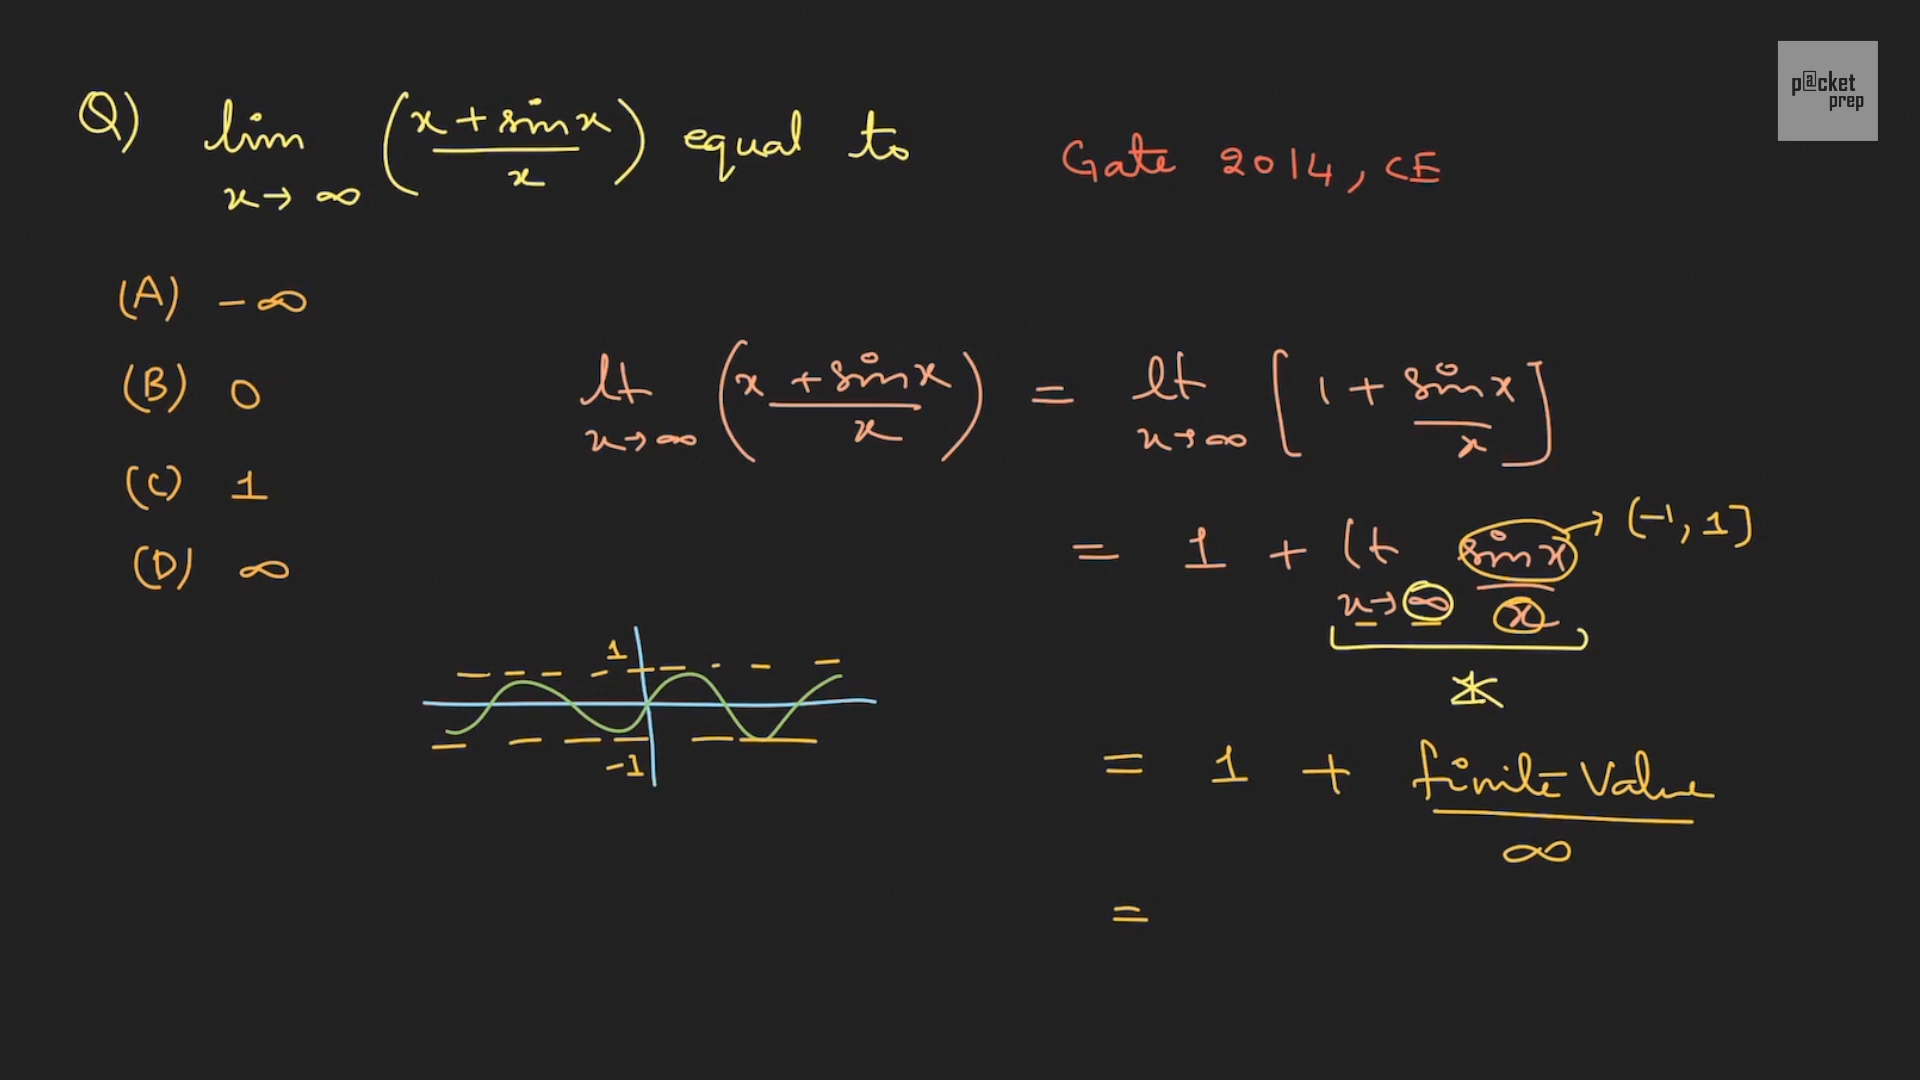 p@cket
prep
Q) lim x→∞ (x + sin x / x) equal to
Gate 2014, CE
(A) -∞
(B) 0
(C) 1
(D) ∞
lt x→∞ (x + sin x / x) = lt x→∞ [1 + sin x / x]
= 1 + lt x→∞ sin x / x → (-1, 1]
= 1 + finite value / ∞
=
1
-1